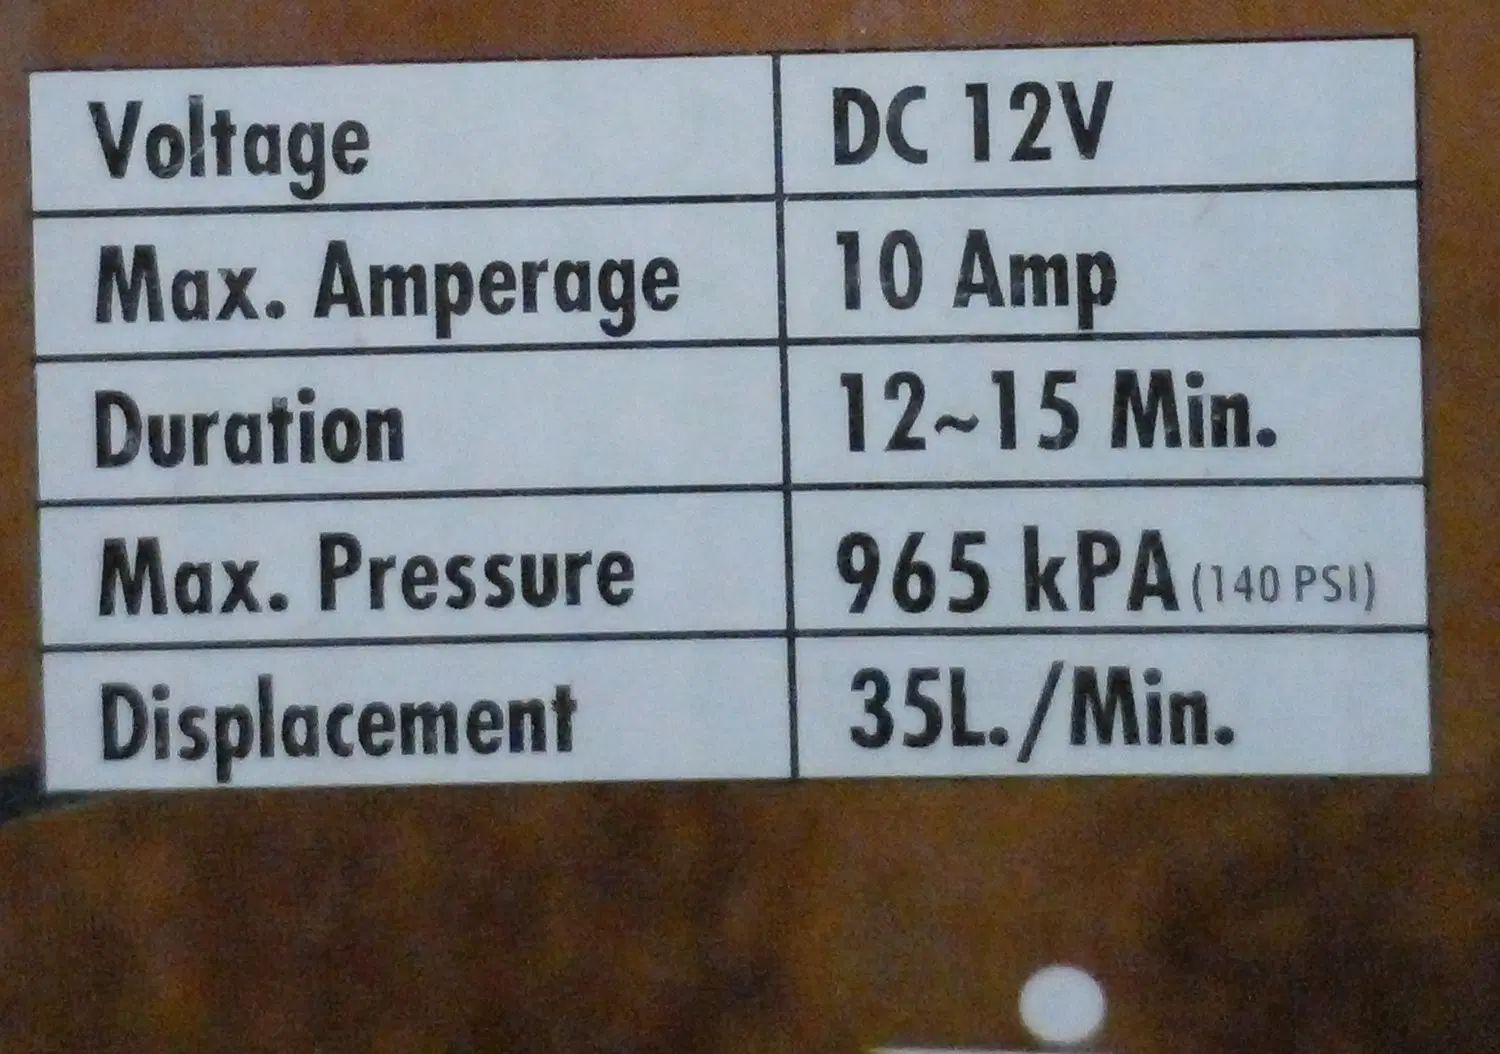 Voltage DC 12V
Max. Amperage 10 Amp
Duration 12~15 Min.
Max. Pressure 965 kPA (140 PSI)
Displacement 35L./Min.